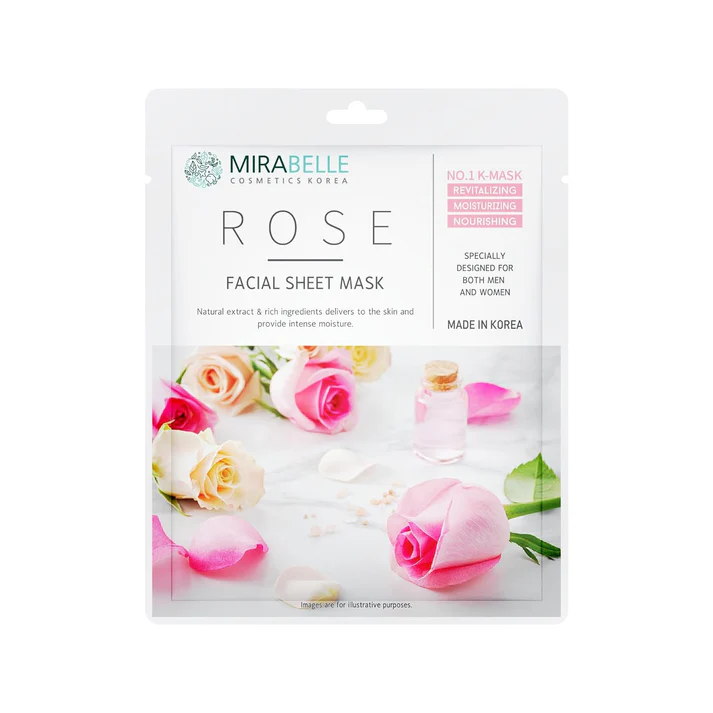 MIRABELLE
COSMETICS KOREA
ROSE
FACIAL SHEET MASK
Natural extract & rich ingredients delivers to the skin and
provide intense moisture.
NO.1 K-MASK
REVITALIZING
MOISTURIZING
NOURISHING
SPECIALLY
DESIGNED FOR
BOTH MEN
AND WOMEN
MADE IN KOREA
Images are for illustrative purposes.